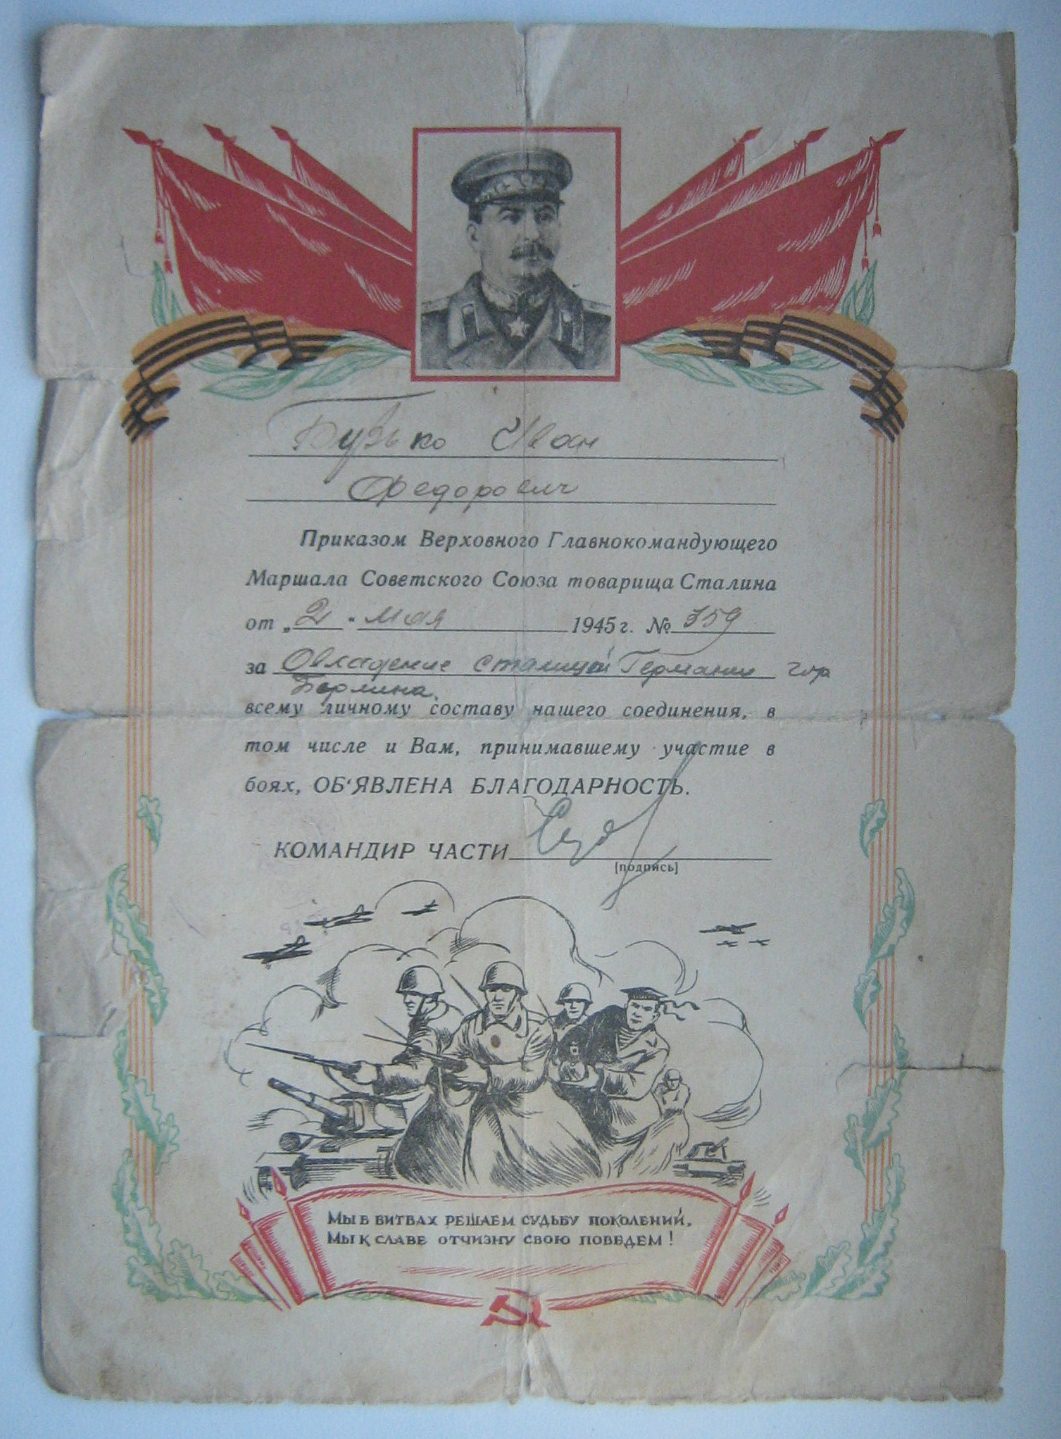 Бузько Иван
Федорович
Приказом Верховного Главнокомандующего
Маршала Советского Союза товарища Сталина
от „2" мая 1945 г. № 359
за Овладение столицей Германии гор
Берлина.
всему личному составу нашего соединения, в
том числе и Вам, принимавшему участие в
боях, ОБ'ЯВЛЕНА БЛАГОДАРНОСТЬ.
КОМАНДИР ЧАСТИ
[подпись]
МЫ В БИТВАХ РЕШАЕМ СУДЬБУ ПОКОЛЕНИЙ,
МЫ К СЛАВЕ ОТЧИЗНУ СВОЮ ПОВЕДЕМ!